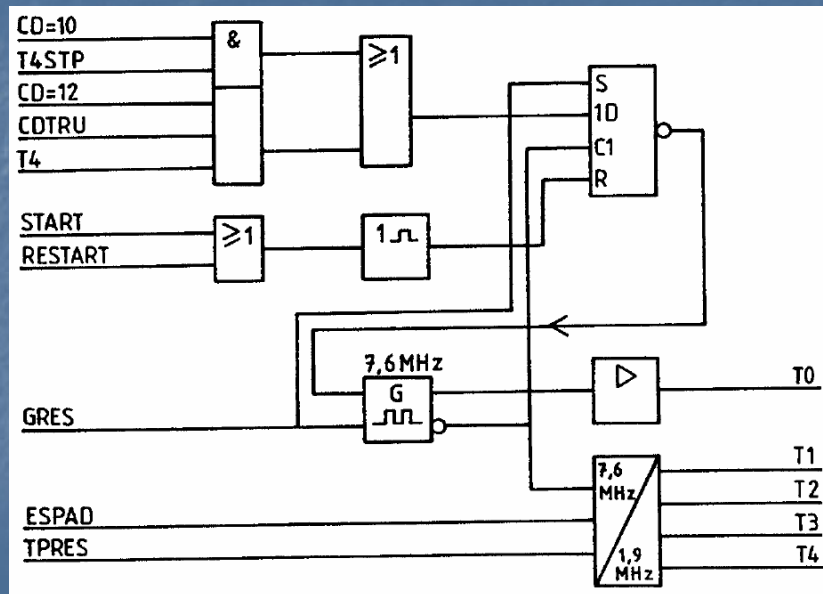 CD=10
T4STP
CD=12
CDTRU
T4
&
≥1
S
1D
C1
R
START
RESTART
≥1
1
7,6 MHz
G
GRES
T0
ESPAD
TPRES
7,6
MHz
1,9
MHz
T1
T2
T3
T4